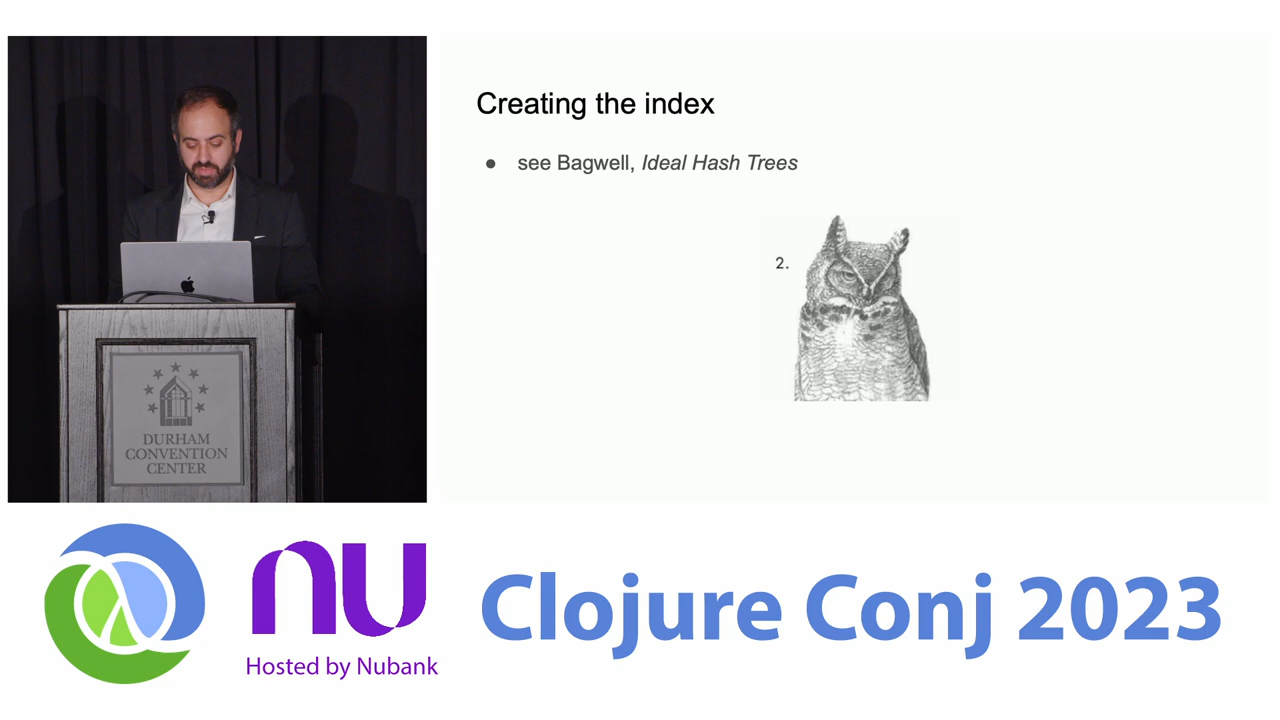 Creating the index
● see Bagwell, Ideal Hash Trees
2.
DURHAM
CONVENTION
CENTER
nu
Hosted by Nubank
Clojure Conj 2023